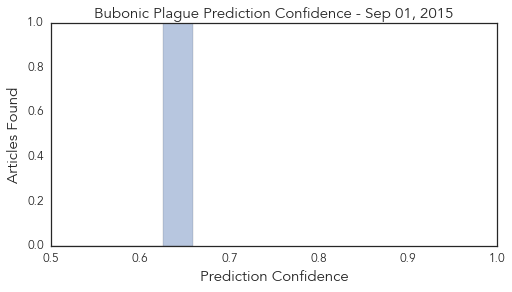 Bubonic Plague Prediction Confidence - Sep 01, 2015
Articles Found
1.0
0.8
0.6
0.4
0.2
0.0
0.5 0.6 0.7 0.8 0.9 1.0
Prediction Confidence